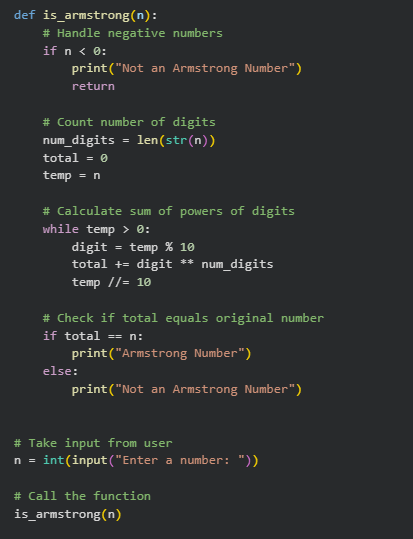 def is_armstrong(n):
    # Handle negative numbers
    if n < 0:
        print("Not an Armstrong Number")
        return

    # Count number of digits
    num_digits = len(str(n))
    total = 0
    temp = n

    # Calculate sum of powers of digits
    while temp > 0:
        digit = temp % 10
        total += digit ** num_digits
        temp //= 10

    # Check if total equals original number
    if total == n:
        print("Armstrong Number")
    else:
        print("Not an Armstrong Number")


# Take input from user
n = int(input("Enter a number: "))

# Call the function
is_armstrong(n)